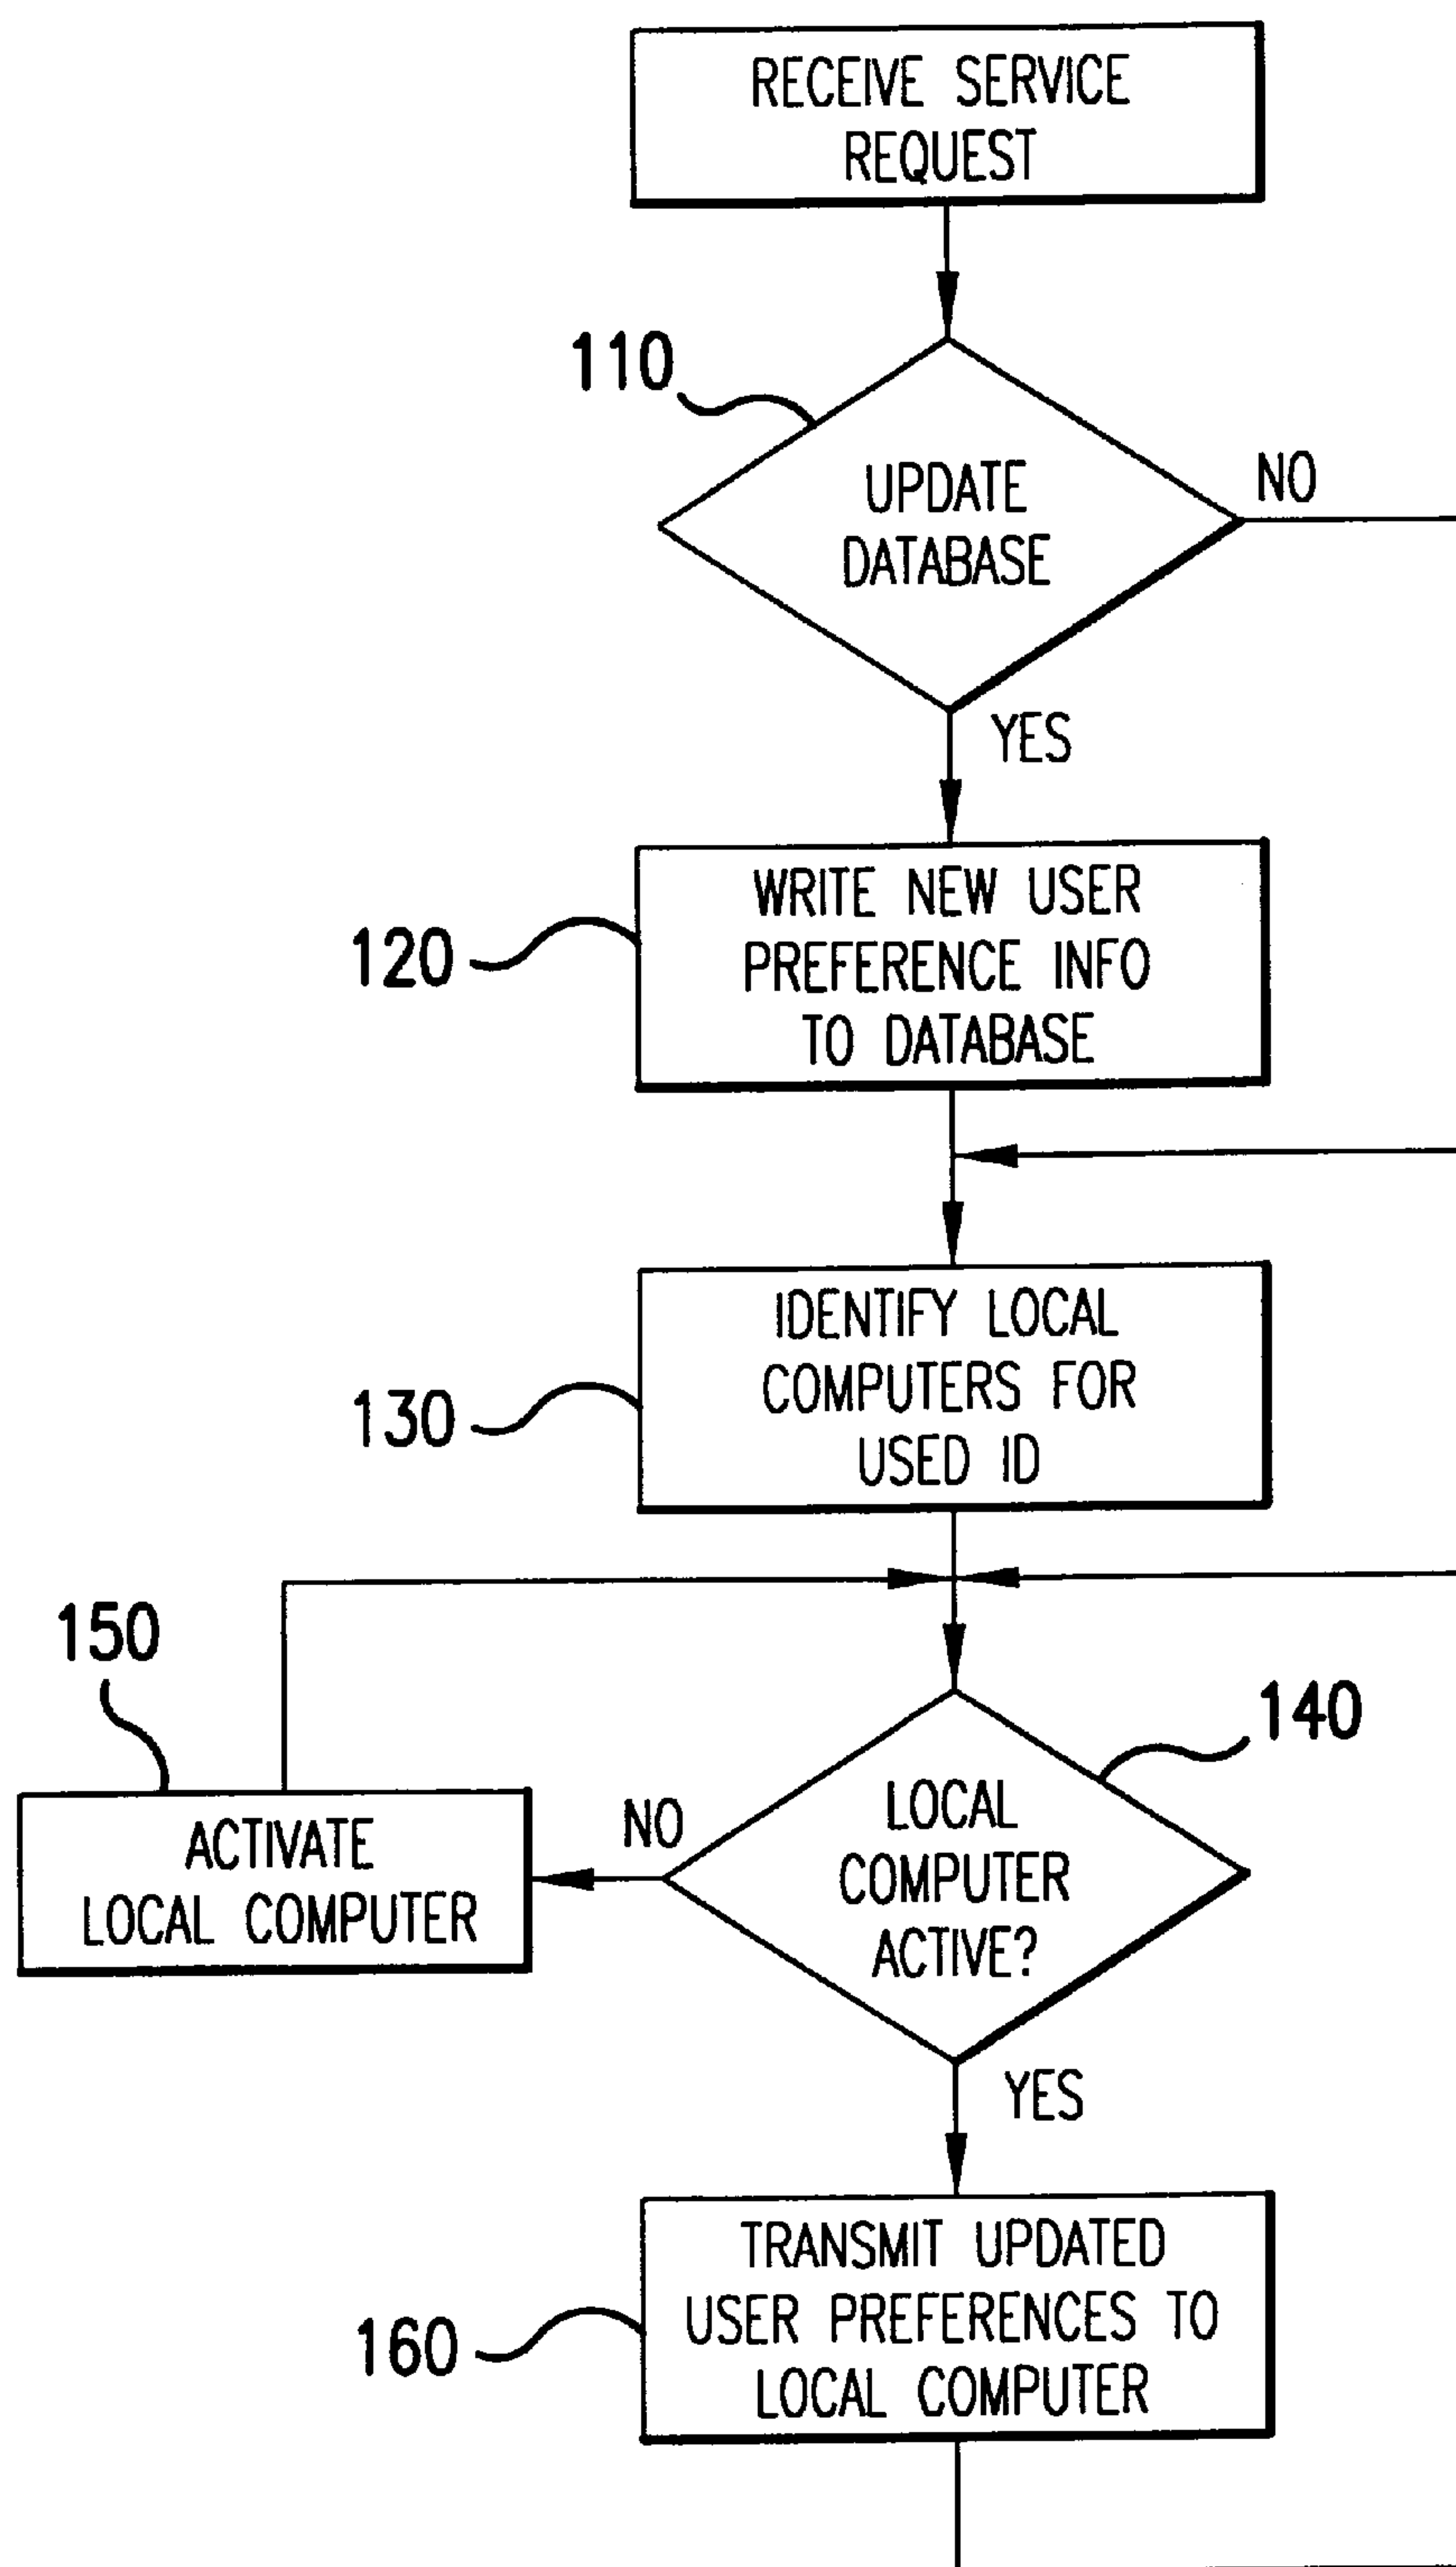 RECEIVE SERVICE
REQUEST
110
UPDATE
DATABASE
NO
YES
120
WRITE NEW USER
PREFERENCE INFO
TO DATABASE
130
IDENTIFY LOCAL
COMPUTERS FOR
USED ID
150
ACTIVATE
LOCAL COMPUTER
NO
140
LOCAL
COMPUTER
ACTIVE?
YES
160
TRANSMIT UPDATED
USER PREFERENCES TO
LOCAL COMPUTER